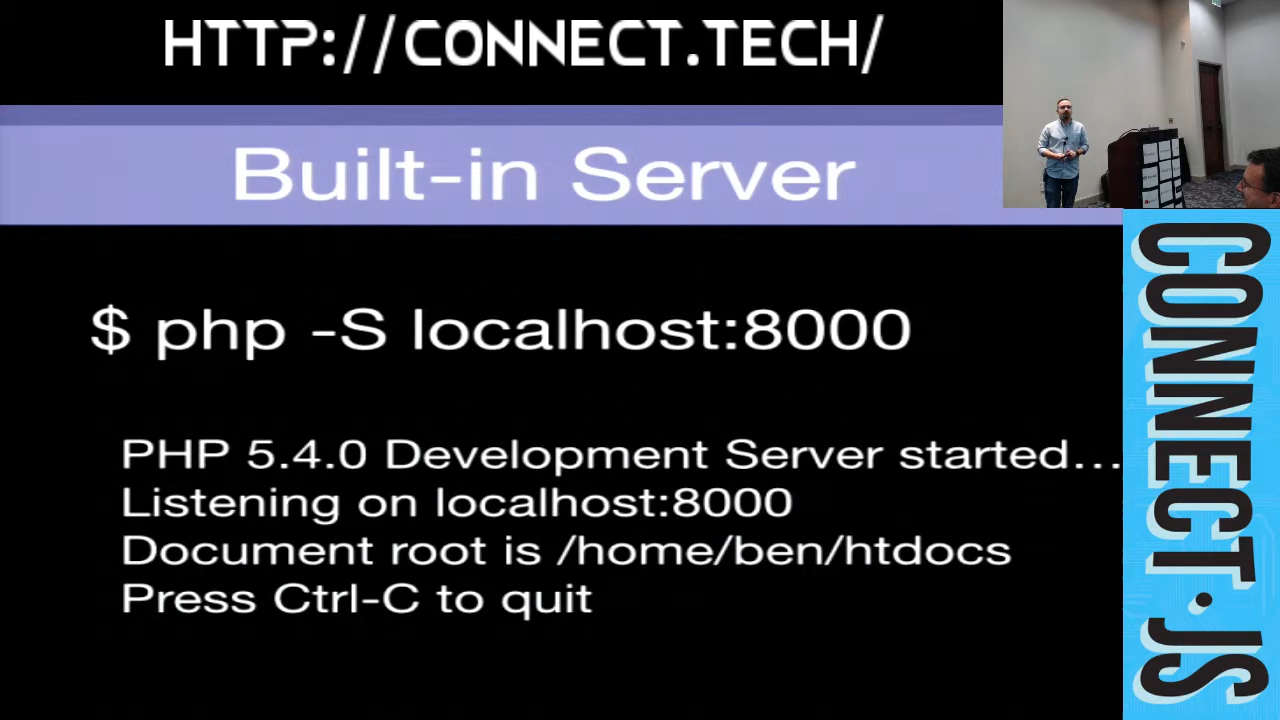 HTTP://CONNECT.TECH/
Built-in Server
$ php -S localhost:8000
PHP 5.4.0 Development Server started...
Listening on localhost:8000
Document root is /home/ben/htdocs
Press Ctrl-C to quit
CONNECT.JS